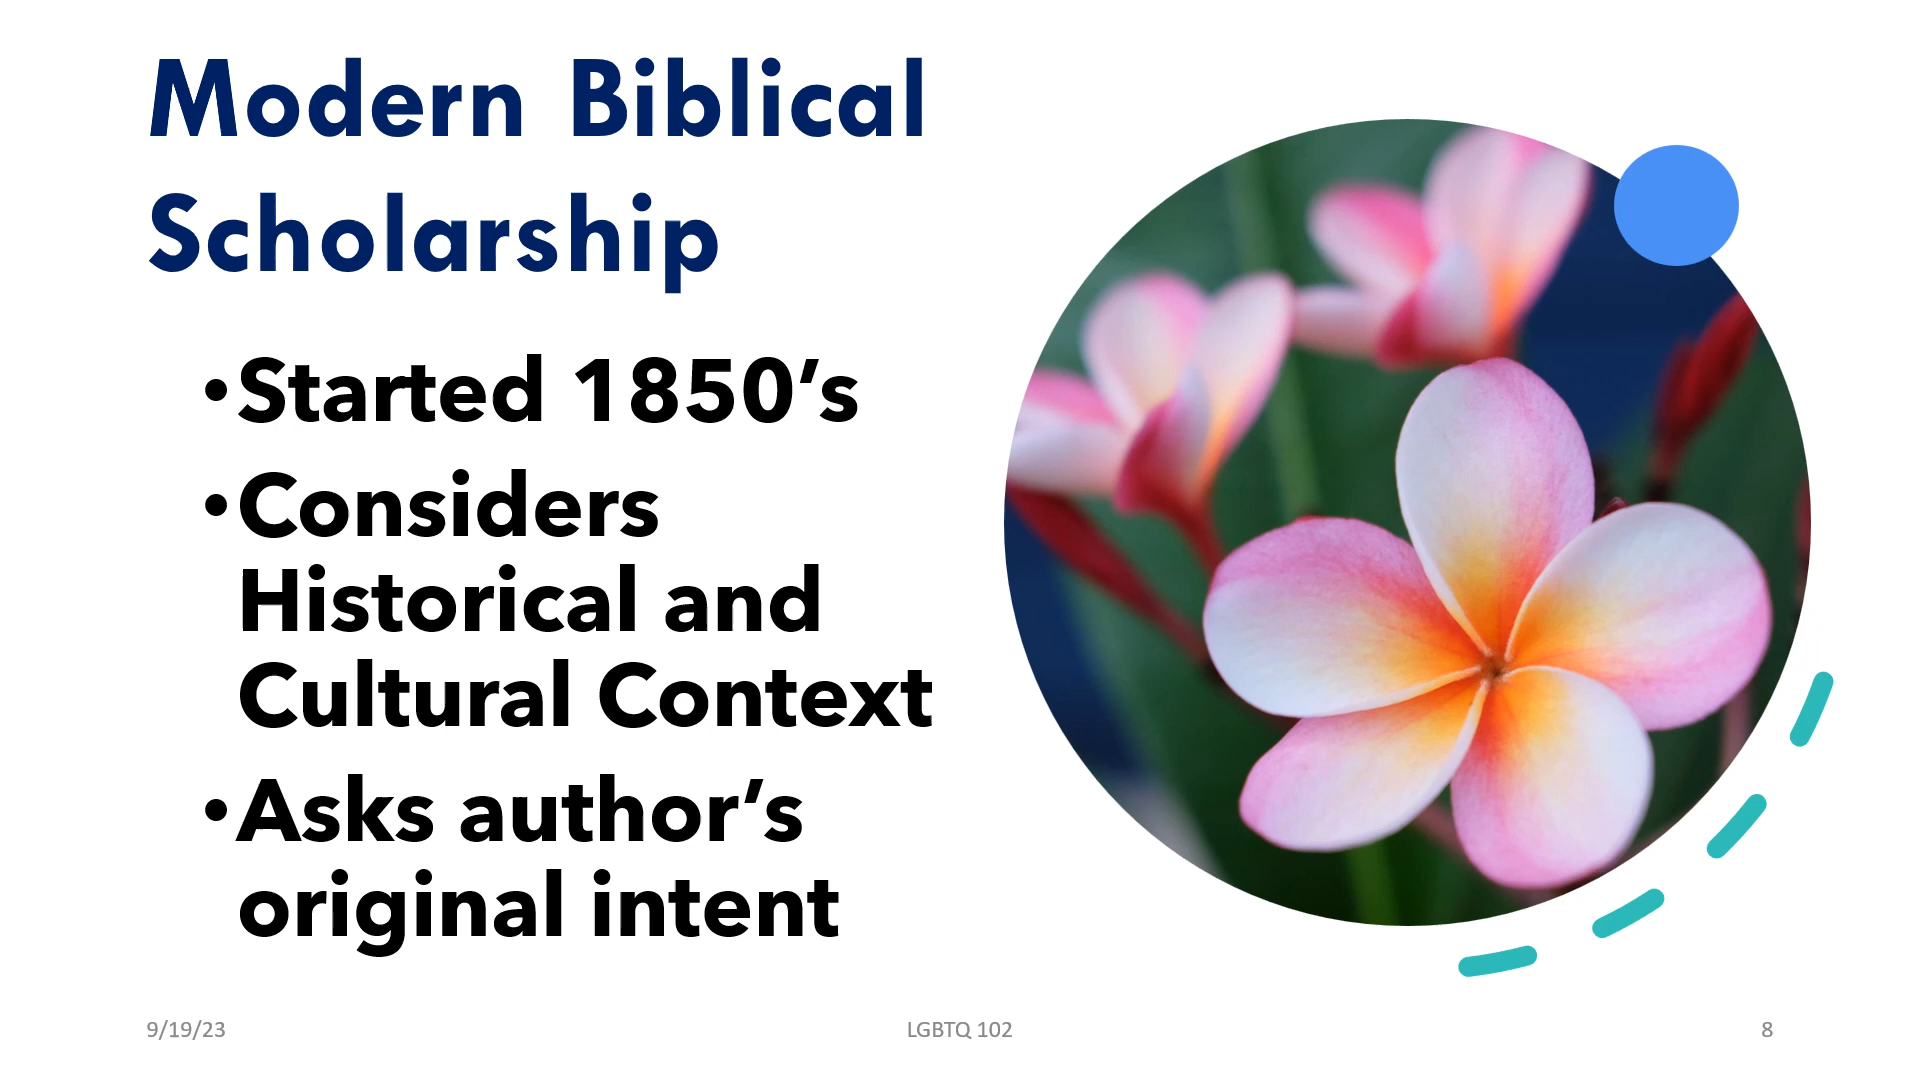 Modern Biblical
Scholarship
•Started 1850’s
•Considers
Historical and
Cultural Context
•Asks author’s
original intent
9/19/23
LGBTQ 102
8